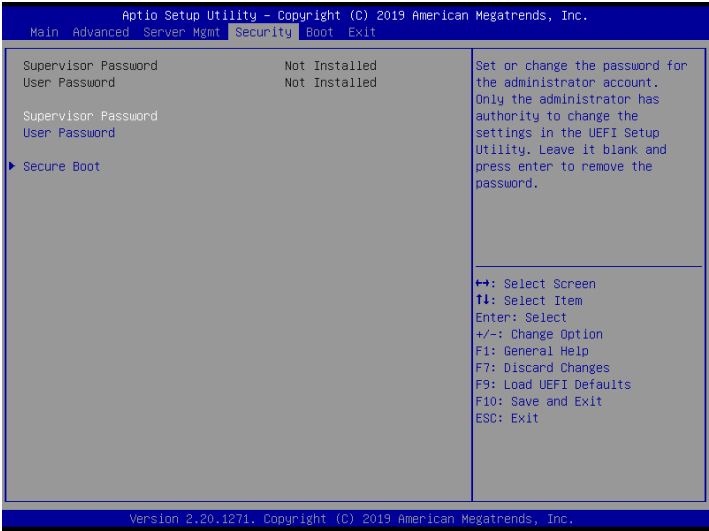 Aptio Setup Utility – Copyright (C) 2019 American Megatrends, Inc.
Main Advanced Server Mgmt Security Boot Exit
Supervisor Password Not Installed
User Password Not Installed
Supervisor Password
User Password
Secure Boot
Set or change the password for
the administrator account.
Only the administrator has
authority to change the
settings in the UEFI Setup
Utility. Leave it blank and
press enter to remove the
password.
↔: Select Screen
↑↓: Select Item
Enter: Select
+/-: Change Option
F1: General Help
F7: Discard Changes
F9: Load UEFI Defaults
F10: Save and Exit
ESC: Exit
Version 2.20.1271. Copyright (C) 2019 American Megatrends, Inc.